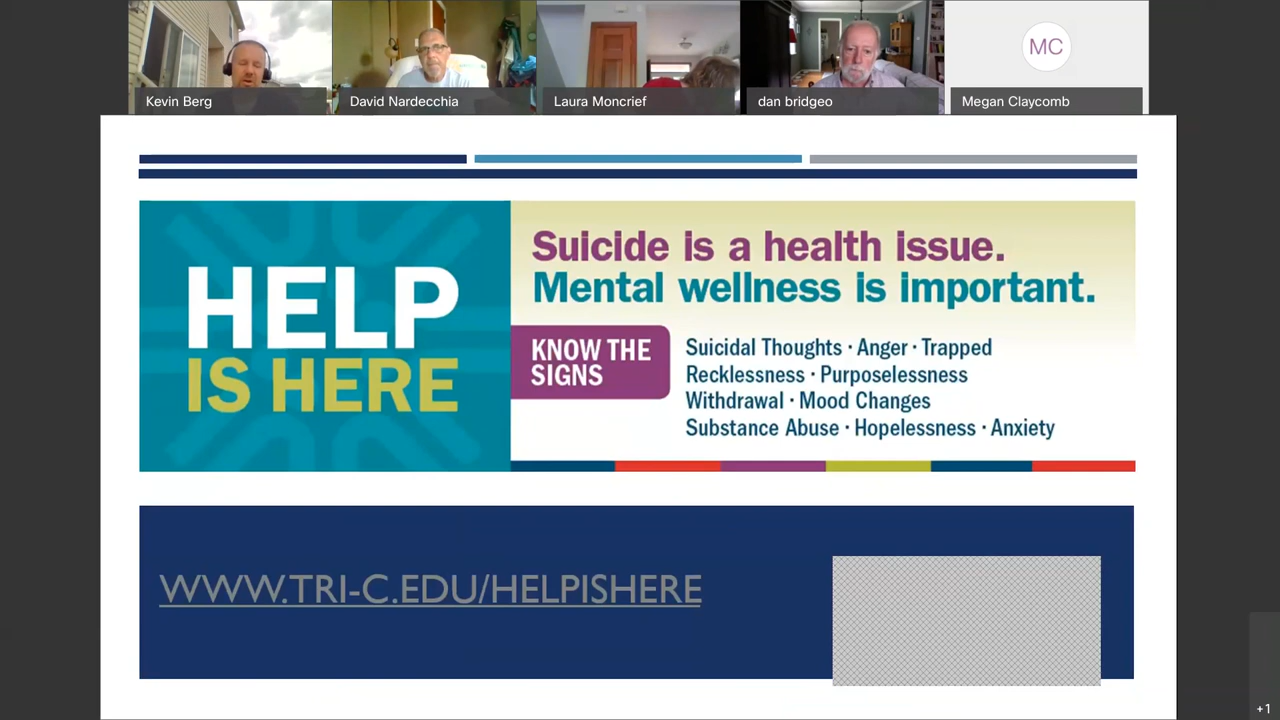 MC
Kevin Berg
David Nardecchia
Laura Moncrief
dan bridgeo
Megan Claycomb
HELP
IS HERE
Suicide is a health issue.
Mental wellness is important.
KNOW THE
SIGNS
Suicidal Thoughts · Anger · Trapped
Recklessness · Purposelessness
Withdrawal · Mood Changes
Substance Abuse · Hopelessness · Anxiety
WWW.TRI-C.EDU/HELPISHERE
+1